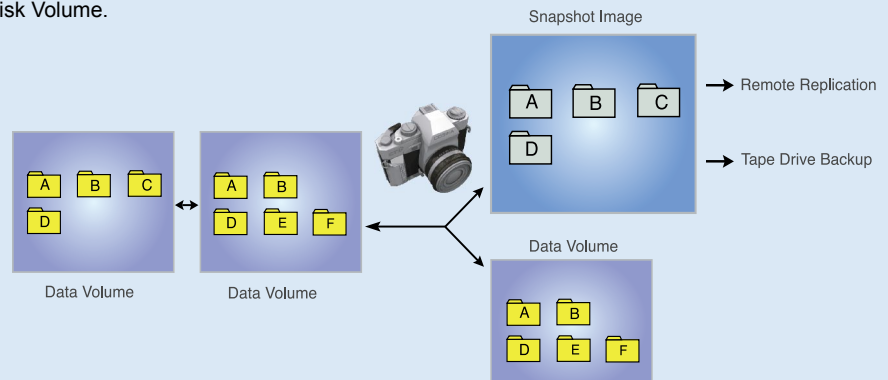 isk Volume.
Snapshot Image
A B C
D
Remote Replication
Tape Drive Backup
A B C
D
Data Volume
A B
D E F
Data Volume
Data Volume
A B
D E F